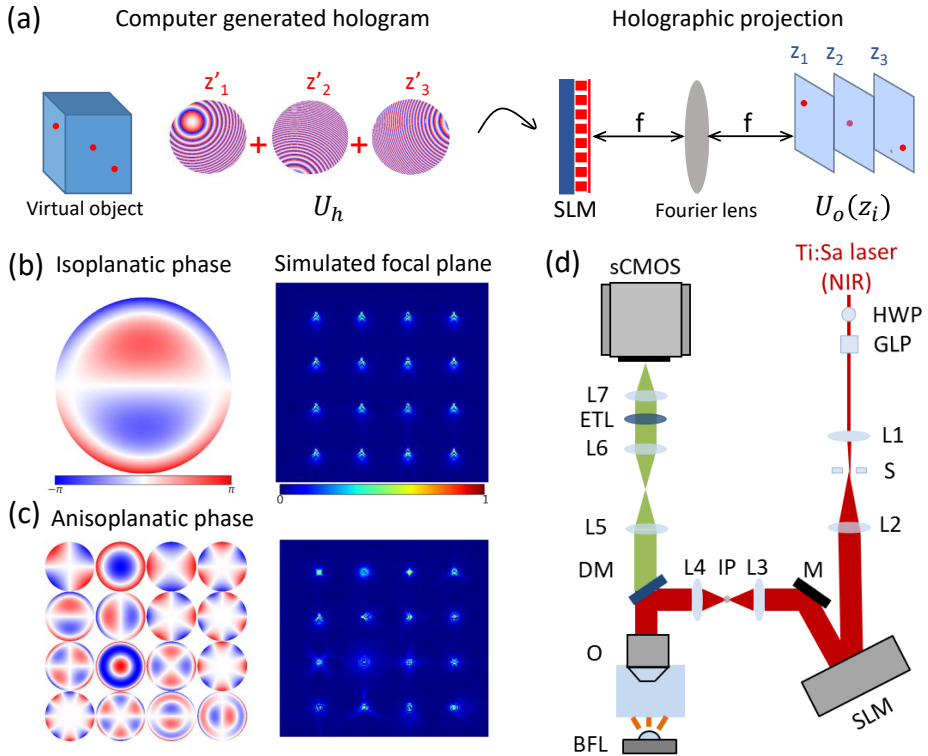 (a)
Computer generated hologram
Holographic projection
z'1
z'2
z'3
z1
z2
z3
+
+
f
f
Virtual object
Uh
SLM
Fourier lens
Uo(zi)
(b)
Isoplanatic phase
Simulated focal plane
−π
π
0
1
(c)
Anisoplanatic phase
(d)
sCMOS
Ti:Sa laser
(NIR)
HWP
GLP
L7
ETL
L6
L1
S
L5
L2
DM
L4
IP
L3
M
O
SLM
BFL